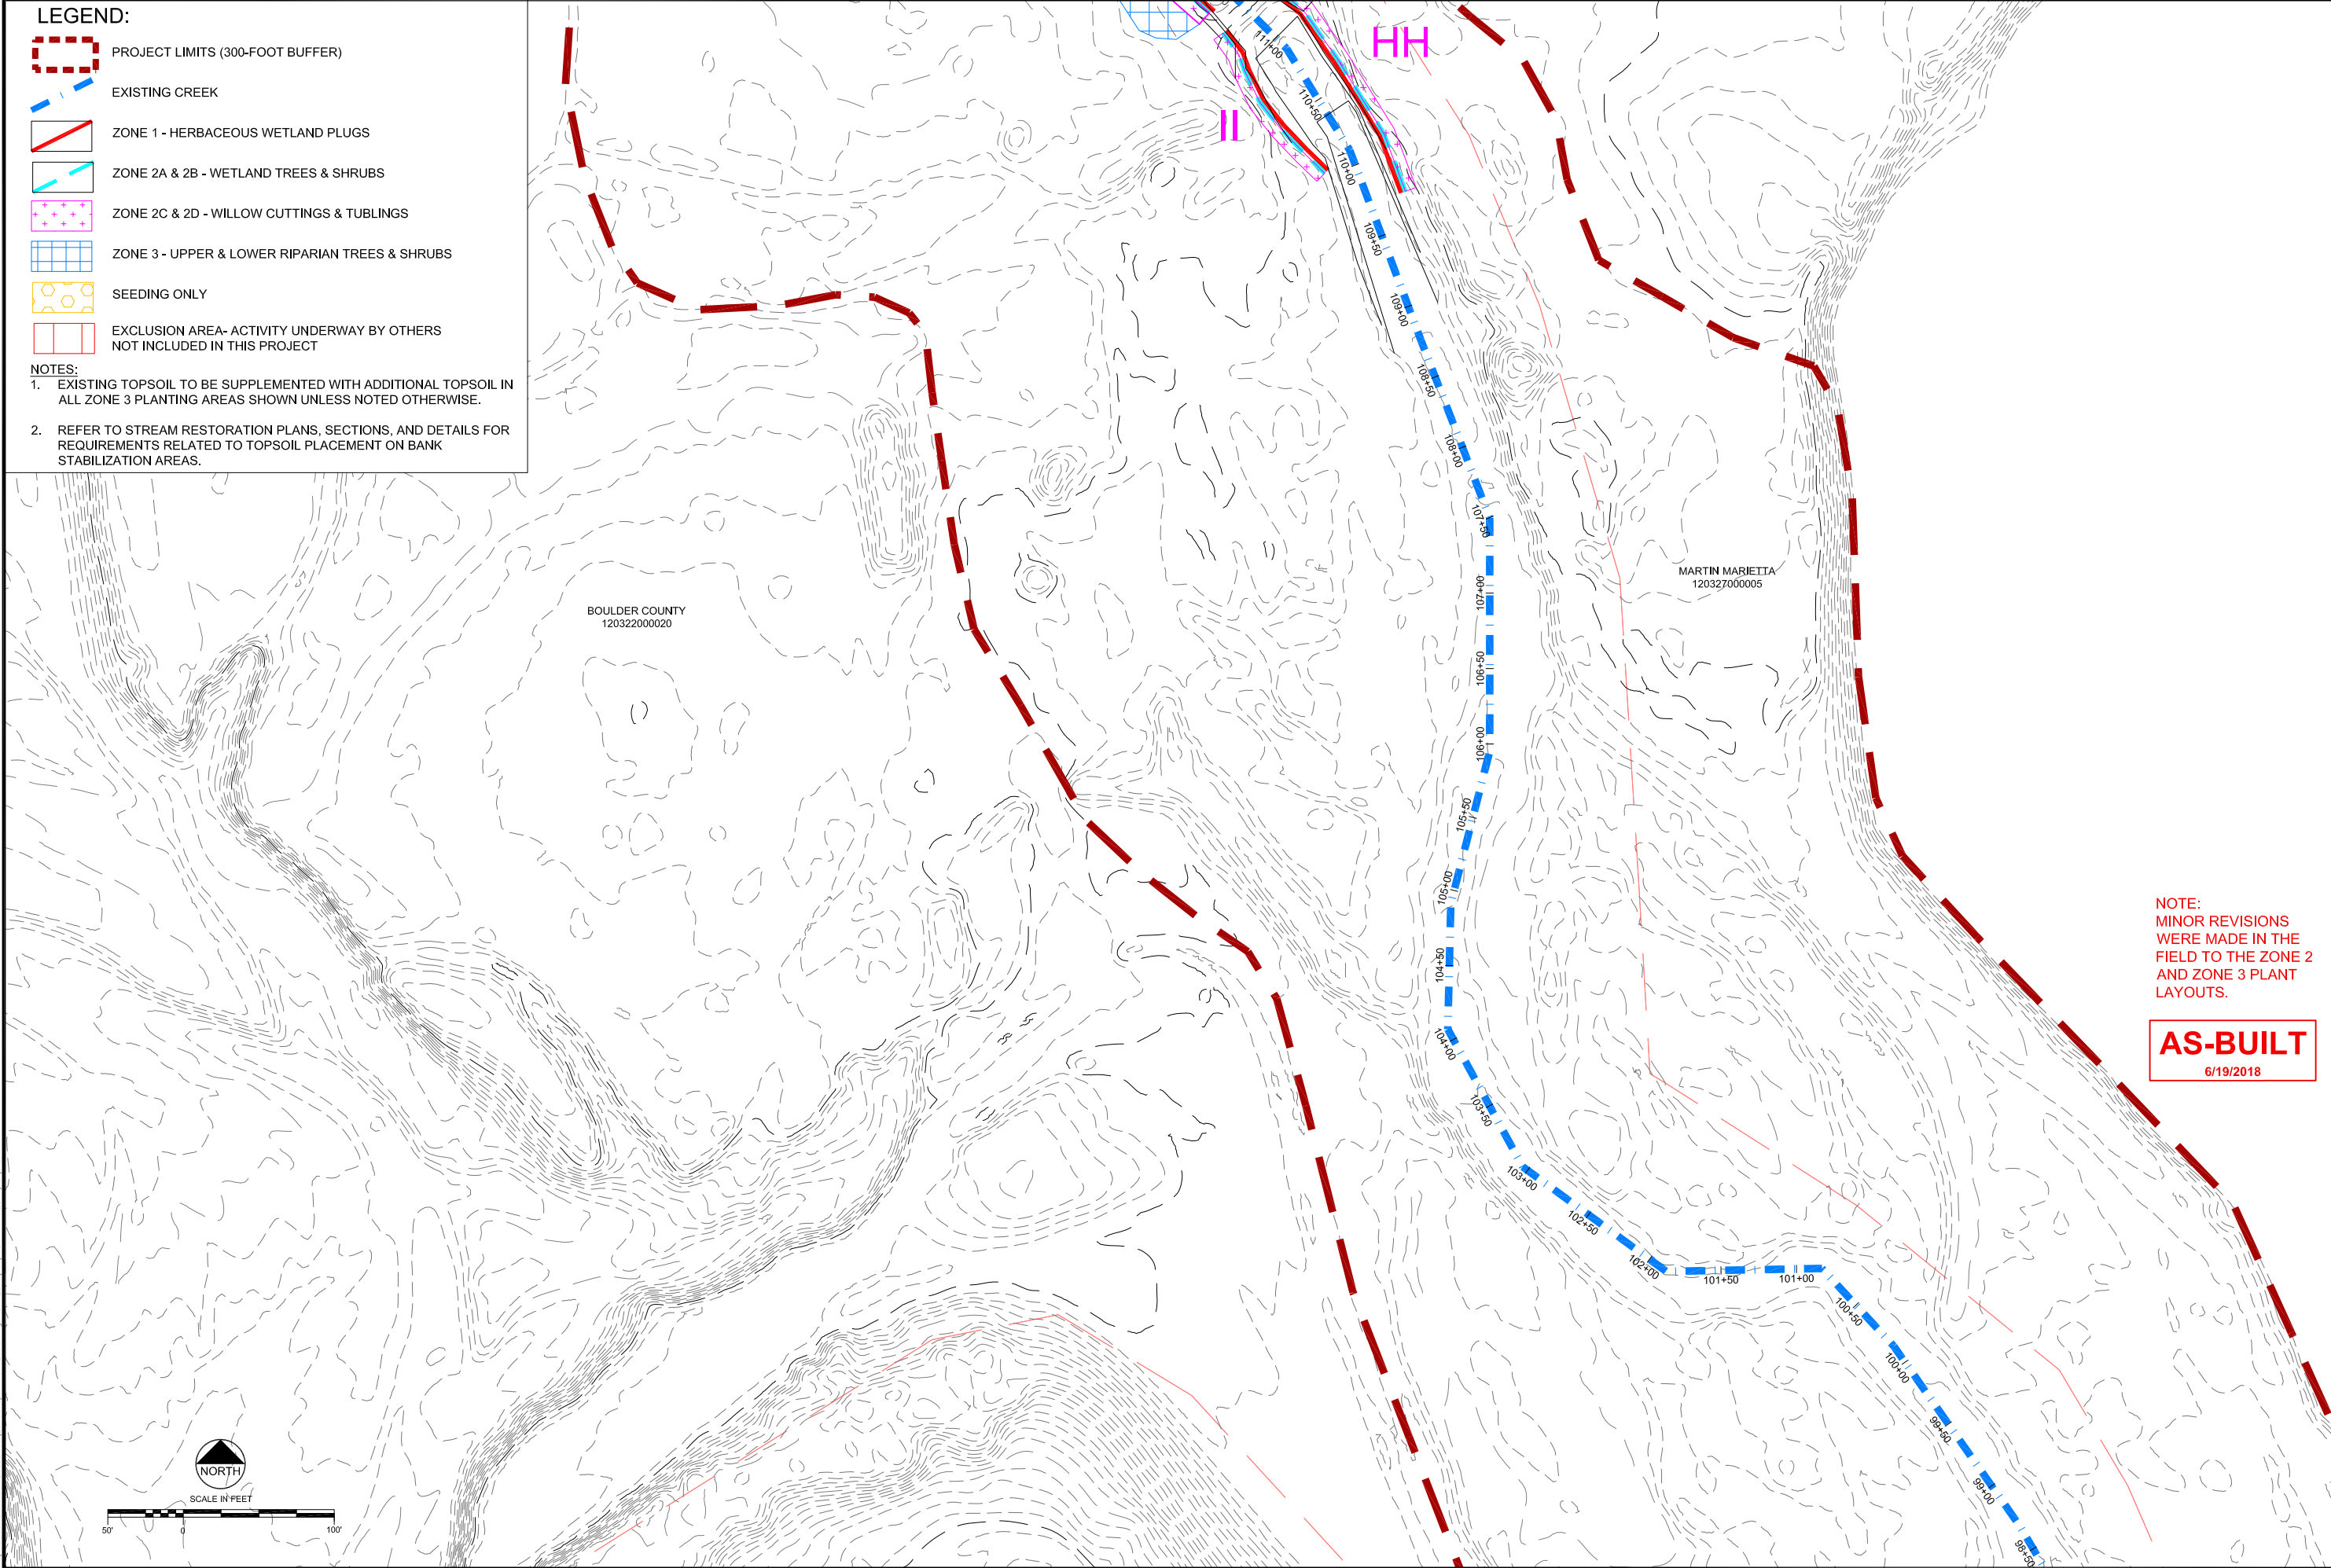 LEGEND:
PROJECT LIMITS (300-FOOT BUFFER)
EXISTING CREEK
ZONE 1 - HERBACEOUS WETLAND PLUGS
ZONE 2A & 2B - WETLAND TREES & SHRUBS
ZONE 2C & 2D - WILLOW CUTTINGS & TUBLINGS
ZONE 3 - UPPER & LOWER RIPARIAN TREES & SHRUBS
SEEDING ONLY
EXCLUSION AREA- ACTIVITY UNDERWAY BY OTHERS
NOT INCLUDED IN THIS PROJECT
NOTES:
1. EXISTING TOPSOIL TO BE SUPPLEMENTED WITH ADDITIONAL TOPSOIL IN
ALL ZONE 3 PLANTING AREAS SHOWN UNLESS NOTED OTHERWISE.
2. REFER TO STREAM RESTORATION PLANS, SECTIONS, AND DETAILS FOR
REQUIREMENTS RELATED TO TOPSOIL PLACEMENT ON BANK
STABILIZATION AREAS.
HH
II
111+00
110+50
110+00
109+50
109+00
108+50
108+00
107+50
107+00
106+50
106+00
105+50
105+00
104+50
104+00
103+50
103+00
102+50
102+00
101+50
101+00
100+50
100+00
99+50
99+00
98+50
BOULDER COUNTY
120322000020
MARTIN MARIETTA
120327000005
NOTE:
MINOR REVISIONS
WERE MADE IN THE
FIELD TO THE ZONE 2
AND ZONE 3 PLANT
LAYOUTS.
AS-BUILT
6/19/2018
NORTH
SCALE IN FEET
50'
0
100'